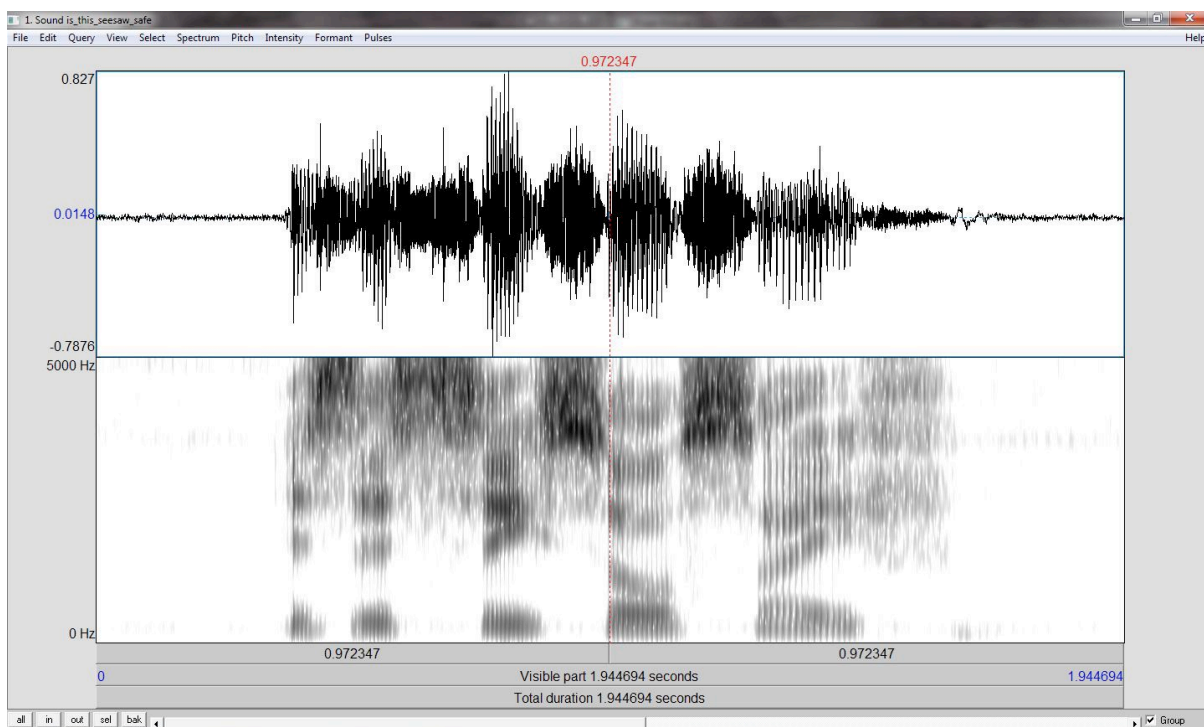 1. Sound is_this_seesaw_safe
File Edit Query View Select Spectrum Pitch Intensity Formant Pulses Help
0.972347
0.827
0.0148
-0.7876
5000 Hz
0 Hz
0.972347 0.972347
0 Visible part 1.944694 seconds 1.944694
Total duration 1.944694 seconds
all in out sel bak Group